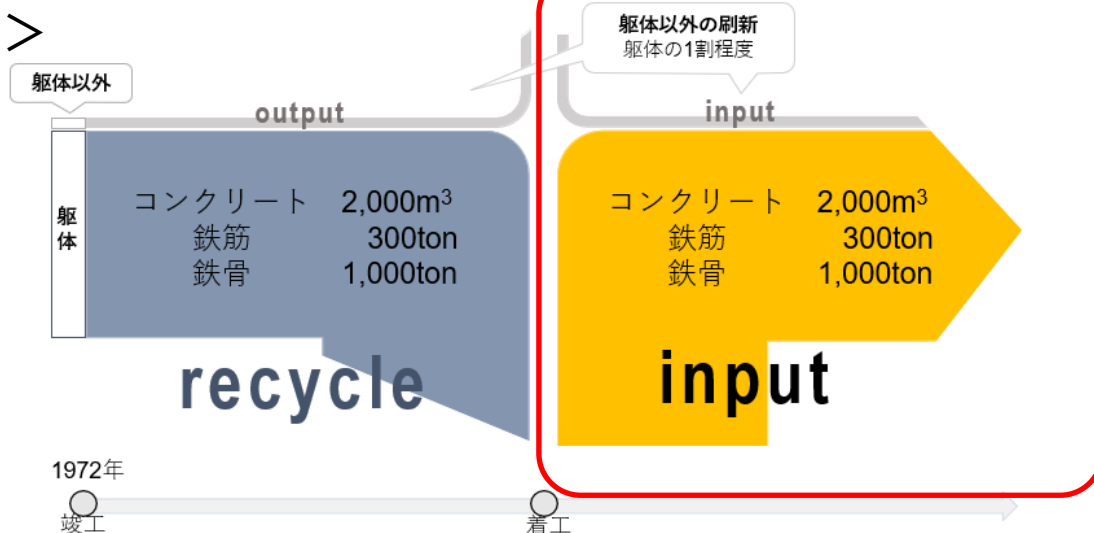 ＞
躯体以外の刷新
躯体の1割程度
躯体以外
output
input
躯体
コンクリート 2,000m³
鉄筋 300ton
鉄骨 1,000ton
コンクリート 2,000m³
鉄筋 300ton
鉄骨 1,000ton
recycle
input
1972年
竣工
着工